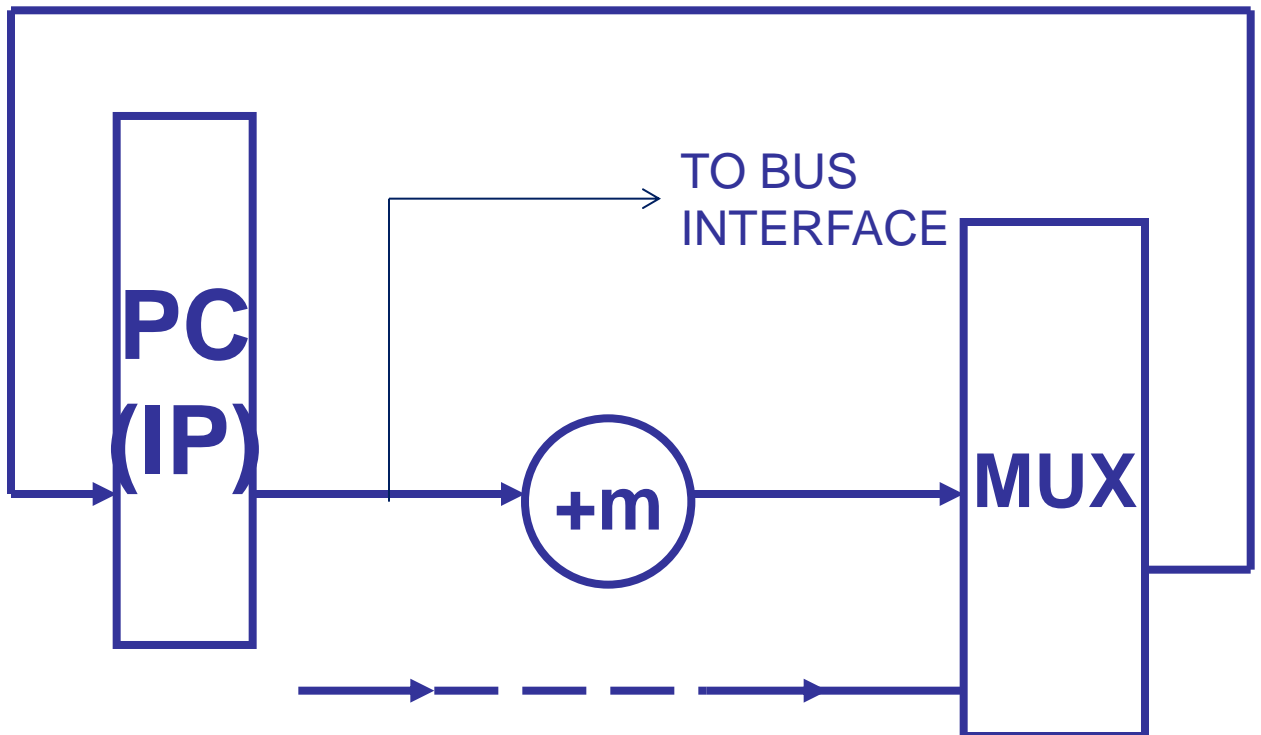 TO BUS
INTERFACE
PC
(IP)
+m
MUX